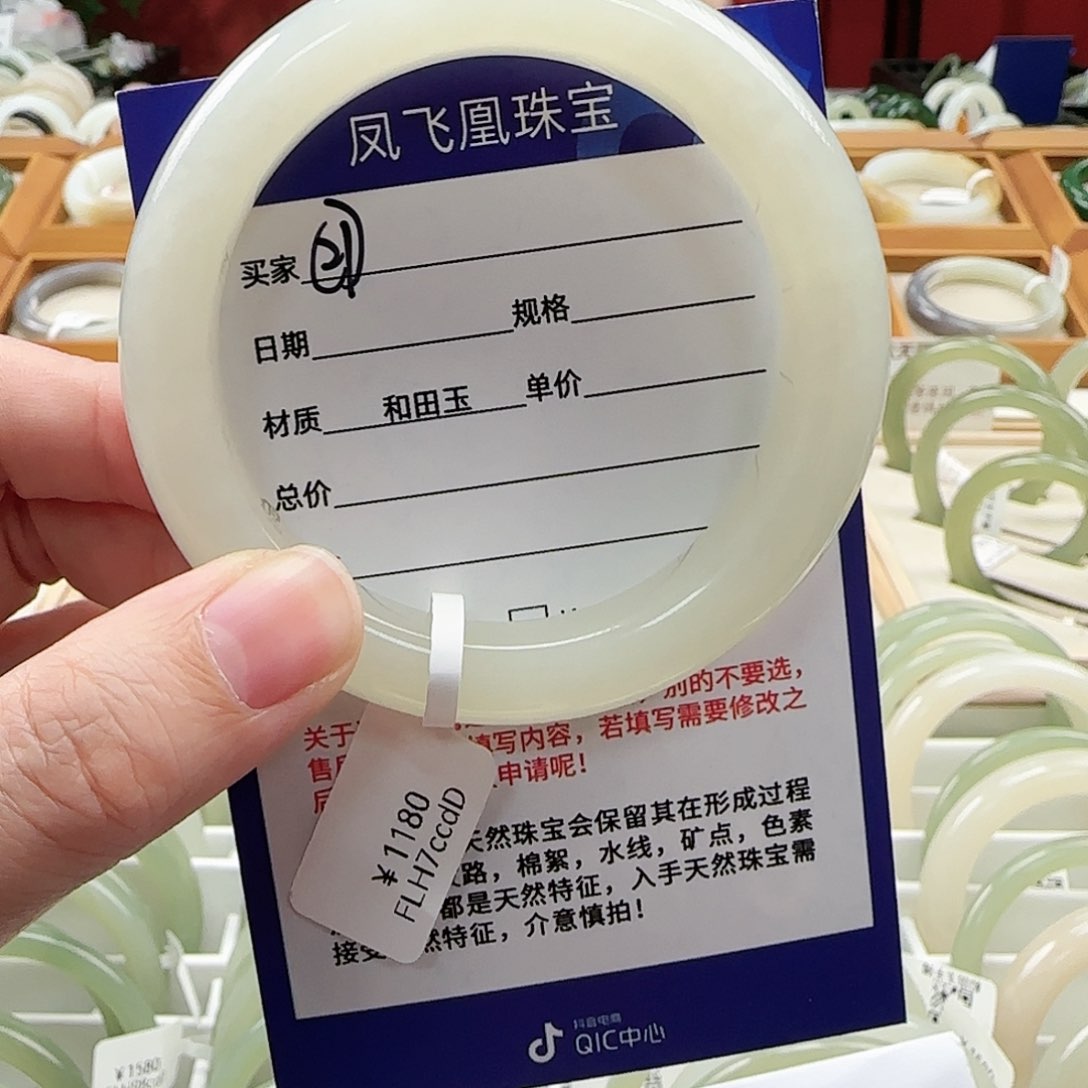 凤飞凰珠宝
买家
日期 规格
材质 和田玉 单价
总价
别的不要选，
关于 填写内容，若填写需要修改之
申请呢！
¥1180
FLH7ccdD
天然珠宝会保留其在形成过程
路，棉絮，水线，矿点，色素
都是天然特征，入手天然珠宝需
接受 然特征，介意慎拍！
抖音电商
QIC中心
¥1580